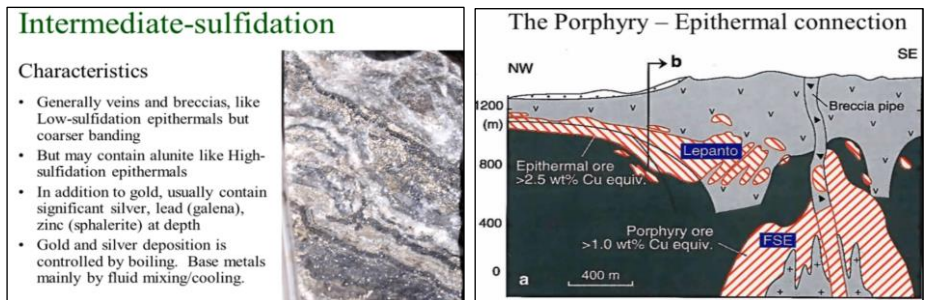 Intermediate-sulfidation
Characteristics
• Generally veins and breccias, like
Low-sulfidation epithermals but
coarser banding
• But may contain alunite like High-
sulfidation epithermals
• In addition to gold, usually contain
significant silver, lead (galena),
zinc (sphalerite) at depth
• Gold and silver deposition is
controlled by boiling. Base metals
mainly by fluid mixing/cooling.
The Porphyry – Epithermal connection
NW
b
SE
1200
(m)
800
400
0
Breccia pipe
Lepanto
Epithermal ore
>2.5 wt% Cu equiv.
Porphyry ore
>1.0 wt% Cu equiv.
FSE
a
400 m